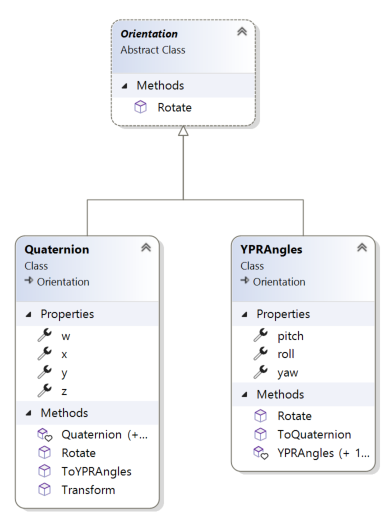 Orientation
Abstract Class
Methods
Rotate
Quaternion
Class
Orientation
Properties
w
x
y
z
Methods
Quaternion (+...
Rotate
ToYPRAngles
Transform
YPRAngles
Class
Orientation
Properties
pitch
roll
yaw
Methods
Rotate
ToQuaternion
YPRAngles (+ 1...